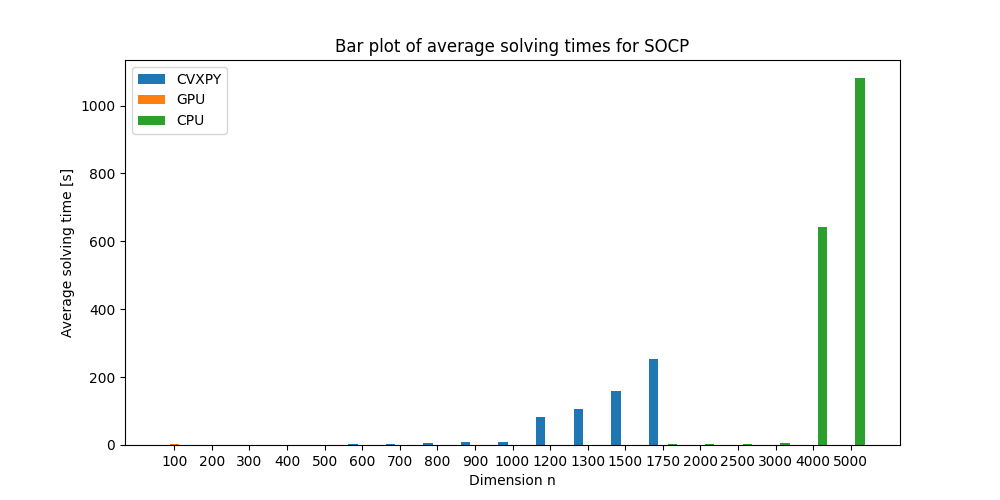 Bar plot of average solving times for SOCP
CVXPY
GPU
CPU
1000
800
600
400
200
0
Average solving time [s]
100 200 300 400 500 600 700 800 900 1000 1200 1300 1500 1750 2000 2500 3000 4000 5000
Dimension n